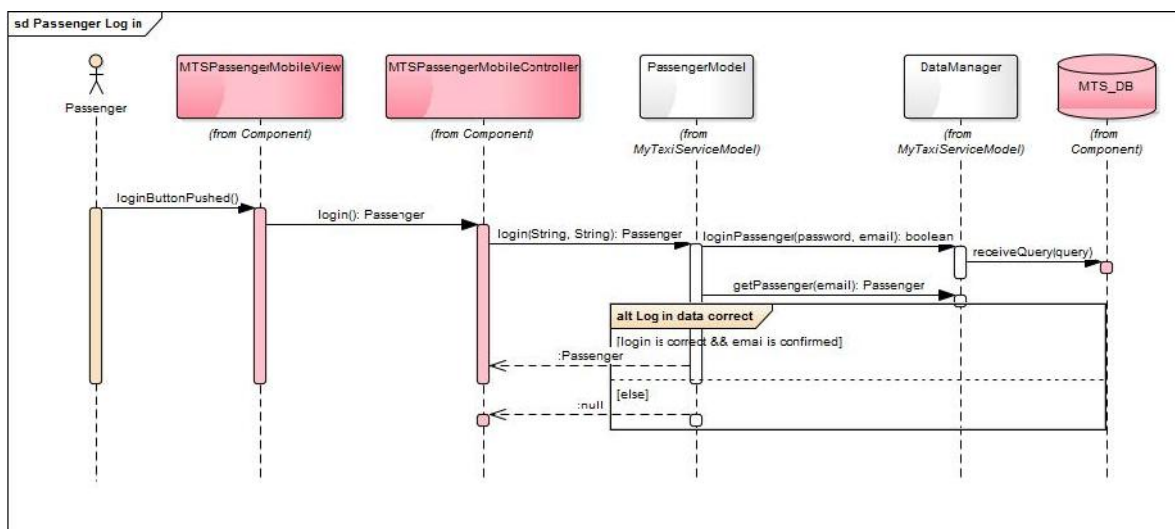 sd Passenger Log in
Passenger
MTSPassengerMobileView
(from Component)
MTSPassengerMobileController
(from Component)
PassengerModel
(from
MyTaxiServiceModel)
DataManager
(from
MyTaxiServiceModel)
MTS_DB
(from
Component)
loginButtonPushed()
login(): Passenger
login(String, String): Passenger
loginPassenger(password, email): boolean
receiveQuery(query)
getPassenger(email): Passenger
alt Log in data correct
[login is correct && emai is confirmed]
:Passenger
[else]
:null